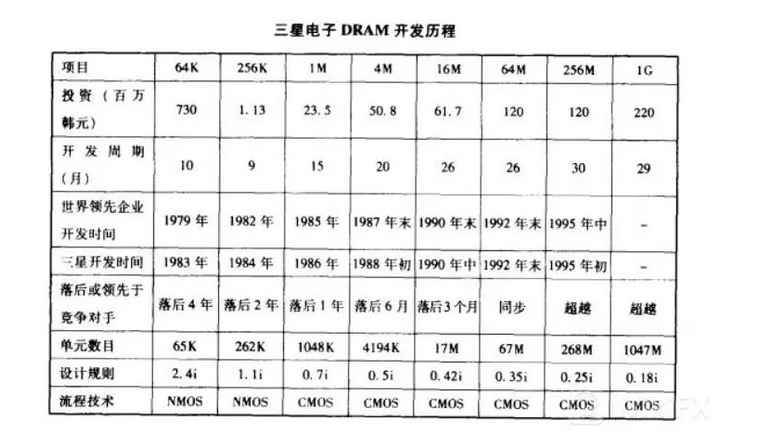 三星电子 DRAM 开发历程
项目 64K 256K 1M 4M 16M 64M 256M 1G
投资（百万
韩元） 730 1.13 23.5 50.8 61.7 120 120 220
开发周期
(月) 10 9 15 20 26 26 30 29
世界领先企业
开发时间 1979 年 1982 年 1985 年 1987 年末 1990 年末 1992 年末 1995 年中 -
三星开发时间 1983 年 1984 年 1986 年 1988 年初 1990 年中 1992 年末 1995 年初 -
落后或领先于
竞争对手 落后 4 年 落后 2 年 落后 1 年 落后 6 月 落后 3 个月 同步 超越 超越
单元数目 65K 262K 1048K 4194K 17M 67M 268M 1047M
设计规则 2.4i 1.1i 0.7i 0.5i 0.42i 0.35i 0.25i 0.18i
流程技术 NMOS NMOS CMOS CMOS CMOS CMOS CMOS CMOS